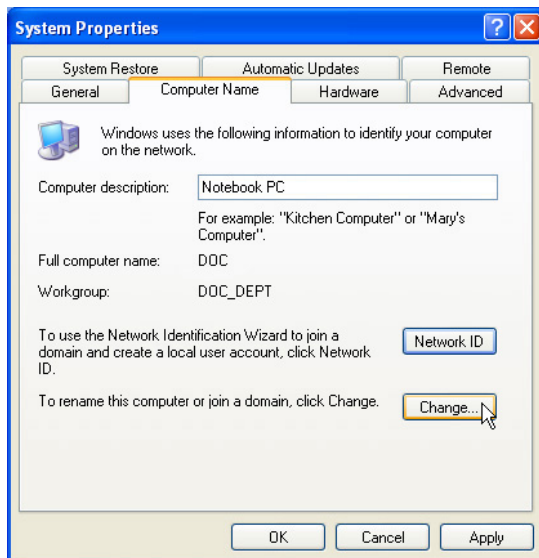 System Properties
?
X
System Restore
Automatic Updates
Remote
General
Computer Name
Hardware
Advanced
Windows uses the following information to identify your computer
on the network.
Computer description:
Notebook PC
For example: "Kitchen Computer" or "Mary's
Computer".
Full computer name:
DOC
Workgroup:
DOC_DEPT
To use the Network Identification Wizard to join a
domain and create a local user account, click Network
ID.
Network ID
To rename this computer or join a domain, click Change.
Change...
OK
Cancel
Apply